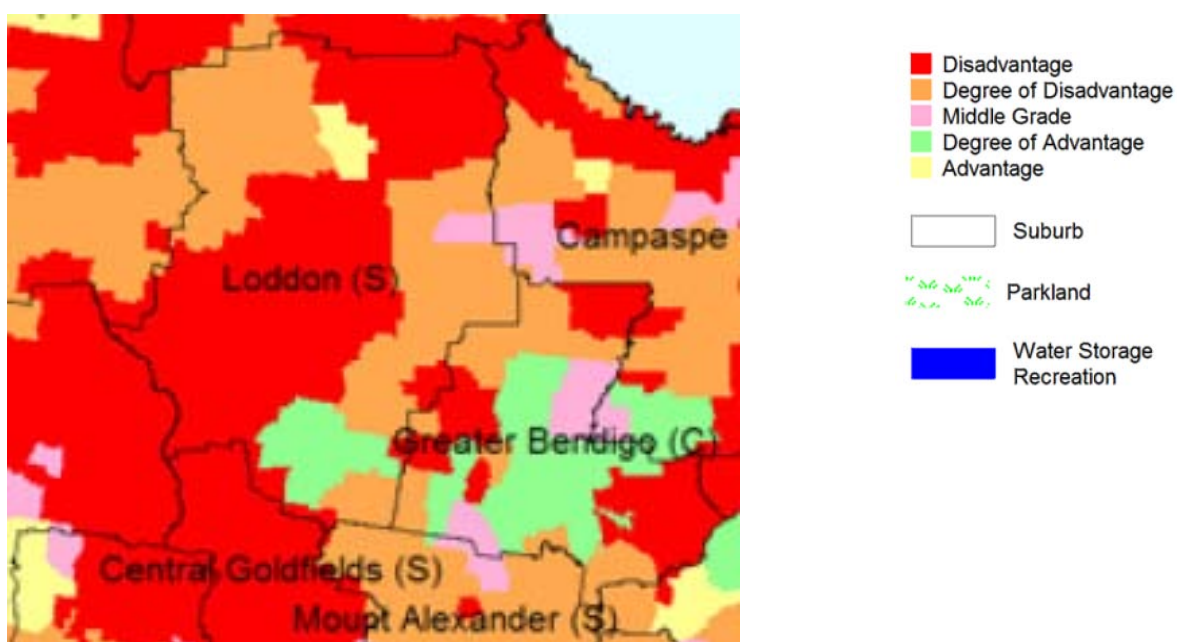 Disadvantage
Degree of Disadvantage
Middle Grade
Degree of Advantage
Advantage
Suburb
Parkland
Water Storage
Recreation
Campaspe
Loddon (S)
Greater Bendigo (C)
Central Goldfields (S)
Mount Alexander (S)